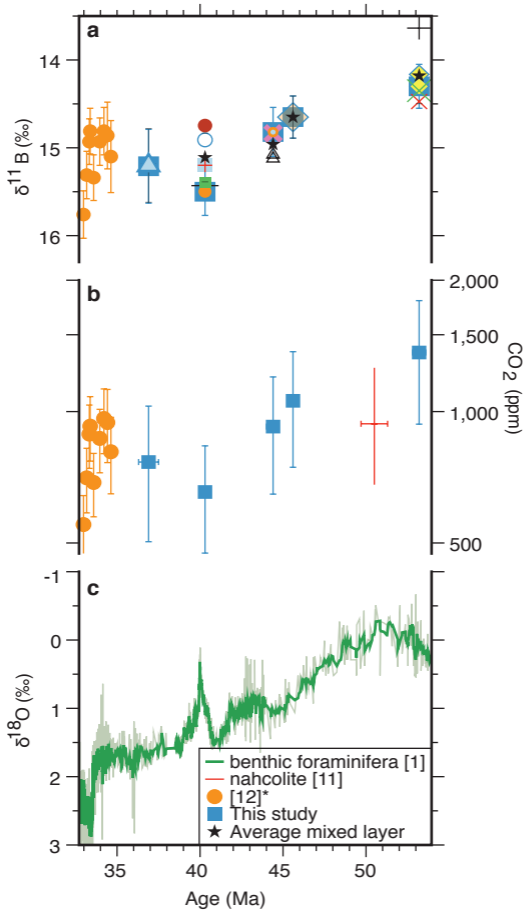 a
14
15
16
δ11B (‰)
b
2,000
1,500
1,000
500
CO2 (ppm)
c
-1
0
1
2
3
δ18O (‰)
benthic foraminifera [1]
nahcolite [11]
[12]*
This study
Average mixed layer
35 40 45 50
Age (Ma)